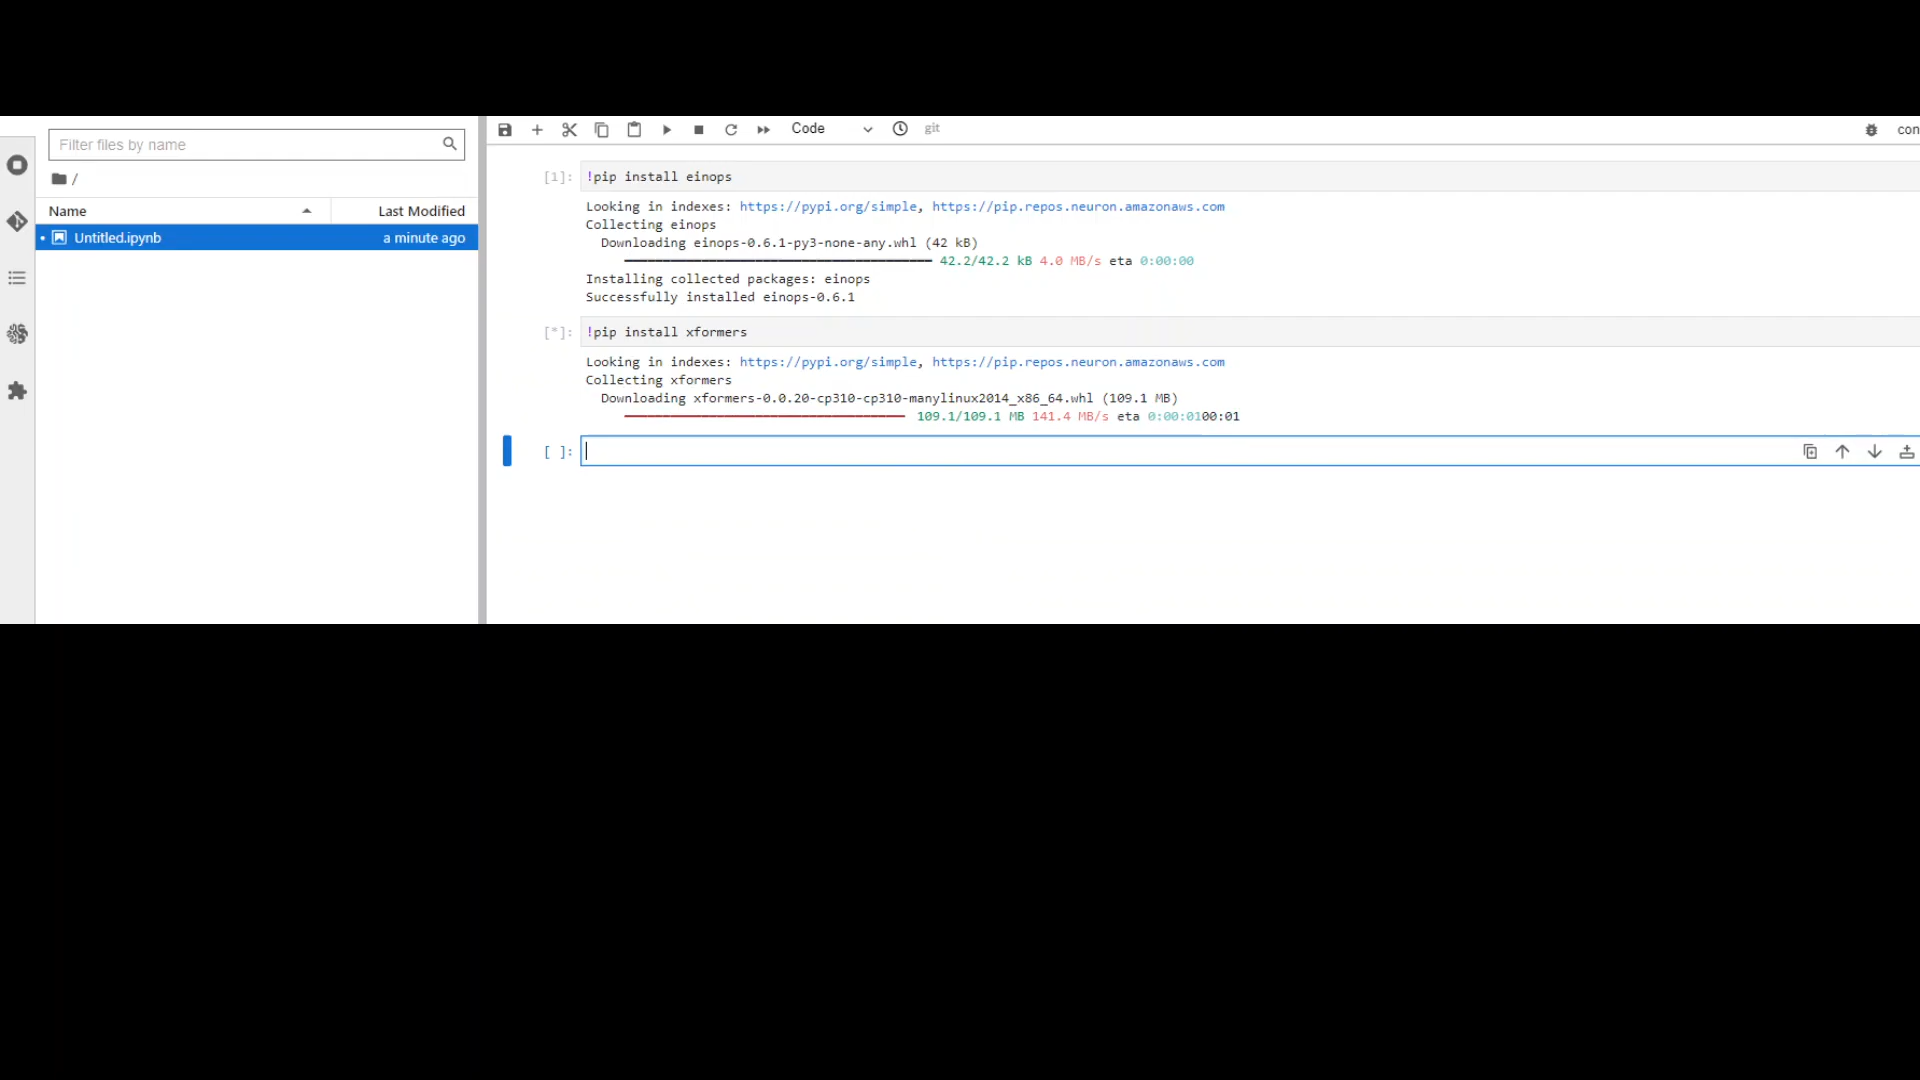 Filter files by name
/
Name Last Modified
Untitled.ipynb a minute ago
Code git con
[1]: !pip install einops
Looking in indexes: https://pypi.org/simple, https://pip.repos.neuron.amazonaws.com
Collecting einops
Downloading einops-0.6.1-py3-none-any.whl (42 kB)
42.2/42.2 kB 4.0 MB/s eta 0:00:00
Installing collected packages: einops
Successfully installed einops-0.6.1
[*]: !pip install xformers
Looking in indexes: https://pypi.org/simple, https://pip.repos.neuron.amazonaws.com
Collecting xformers
Downloading xformers-0.0.20-cp310-cp310-manylinux2014_x86_64.whl (109.1 MB)
109.1/109.1 MB 141.4 MB/s eta 0:00:0100:01
[ ]: